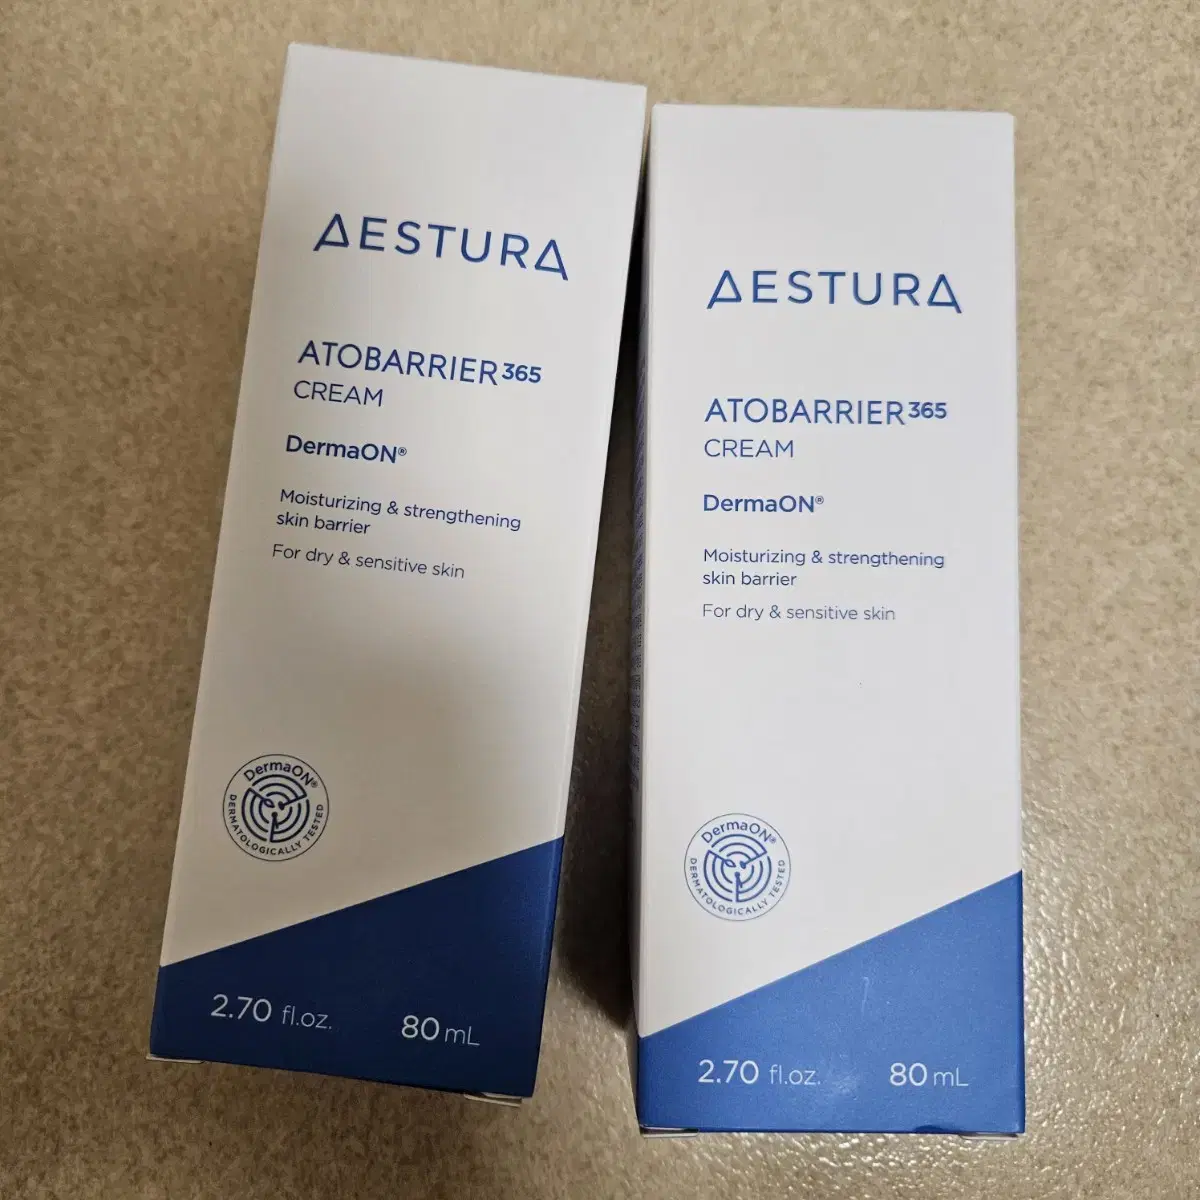 AESTURA
ATOBARRIER365
CREAM
DermaON®
Moisturizing & strengthening
skin barrier
For dry & sensitive skin
DermaON®
DERMATOLOGICALLY TESTED
2.70 fl.oz. 80 mL
AESTURA
ATOBARRIER365
CREAM
DermaON®
Moisturizing & strengthening
skin barrier
For dry & sensitive skin
DermaON®
DERMATOLOGICALLY TESTED
2.70 fl.oz. 80 mL